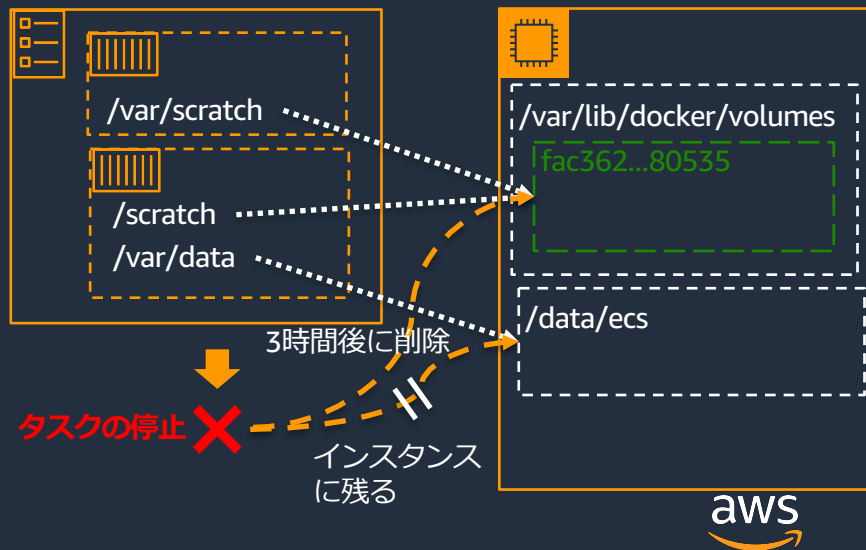 /var/scratch
/scratch
/var/data
/var/lib/docker/volumes
fac362...80535
/data/ecs
3時間後に削除
タスクの停止
インスタンス
に残る
aws